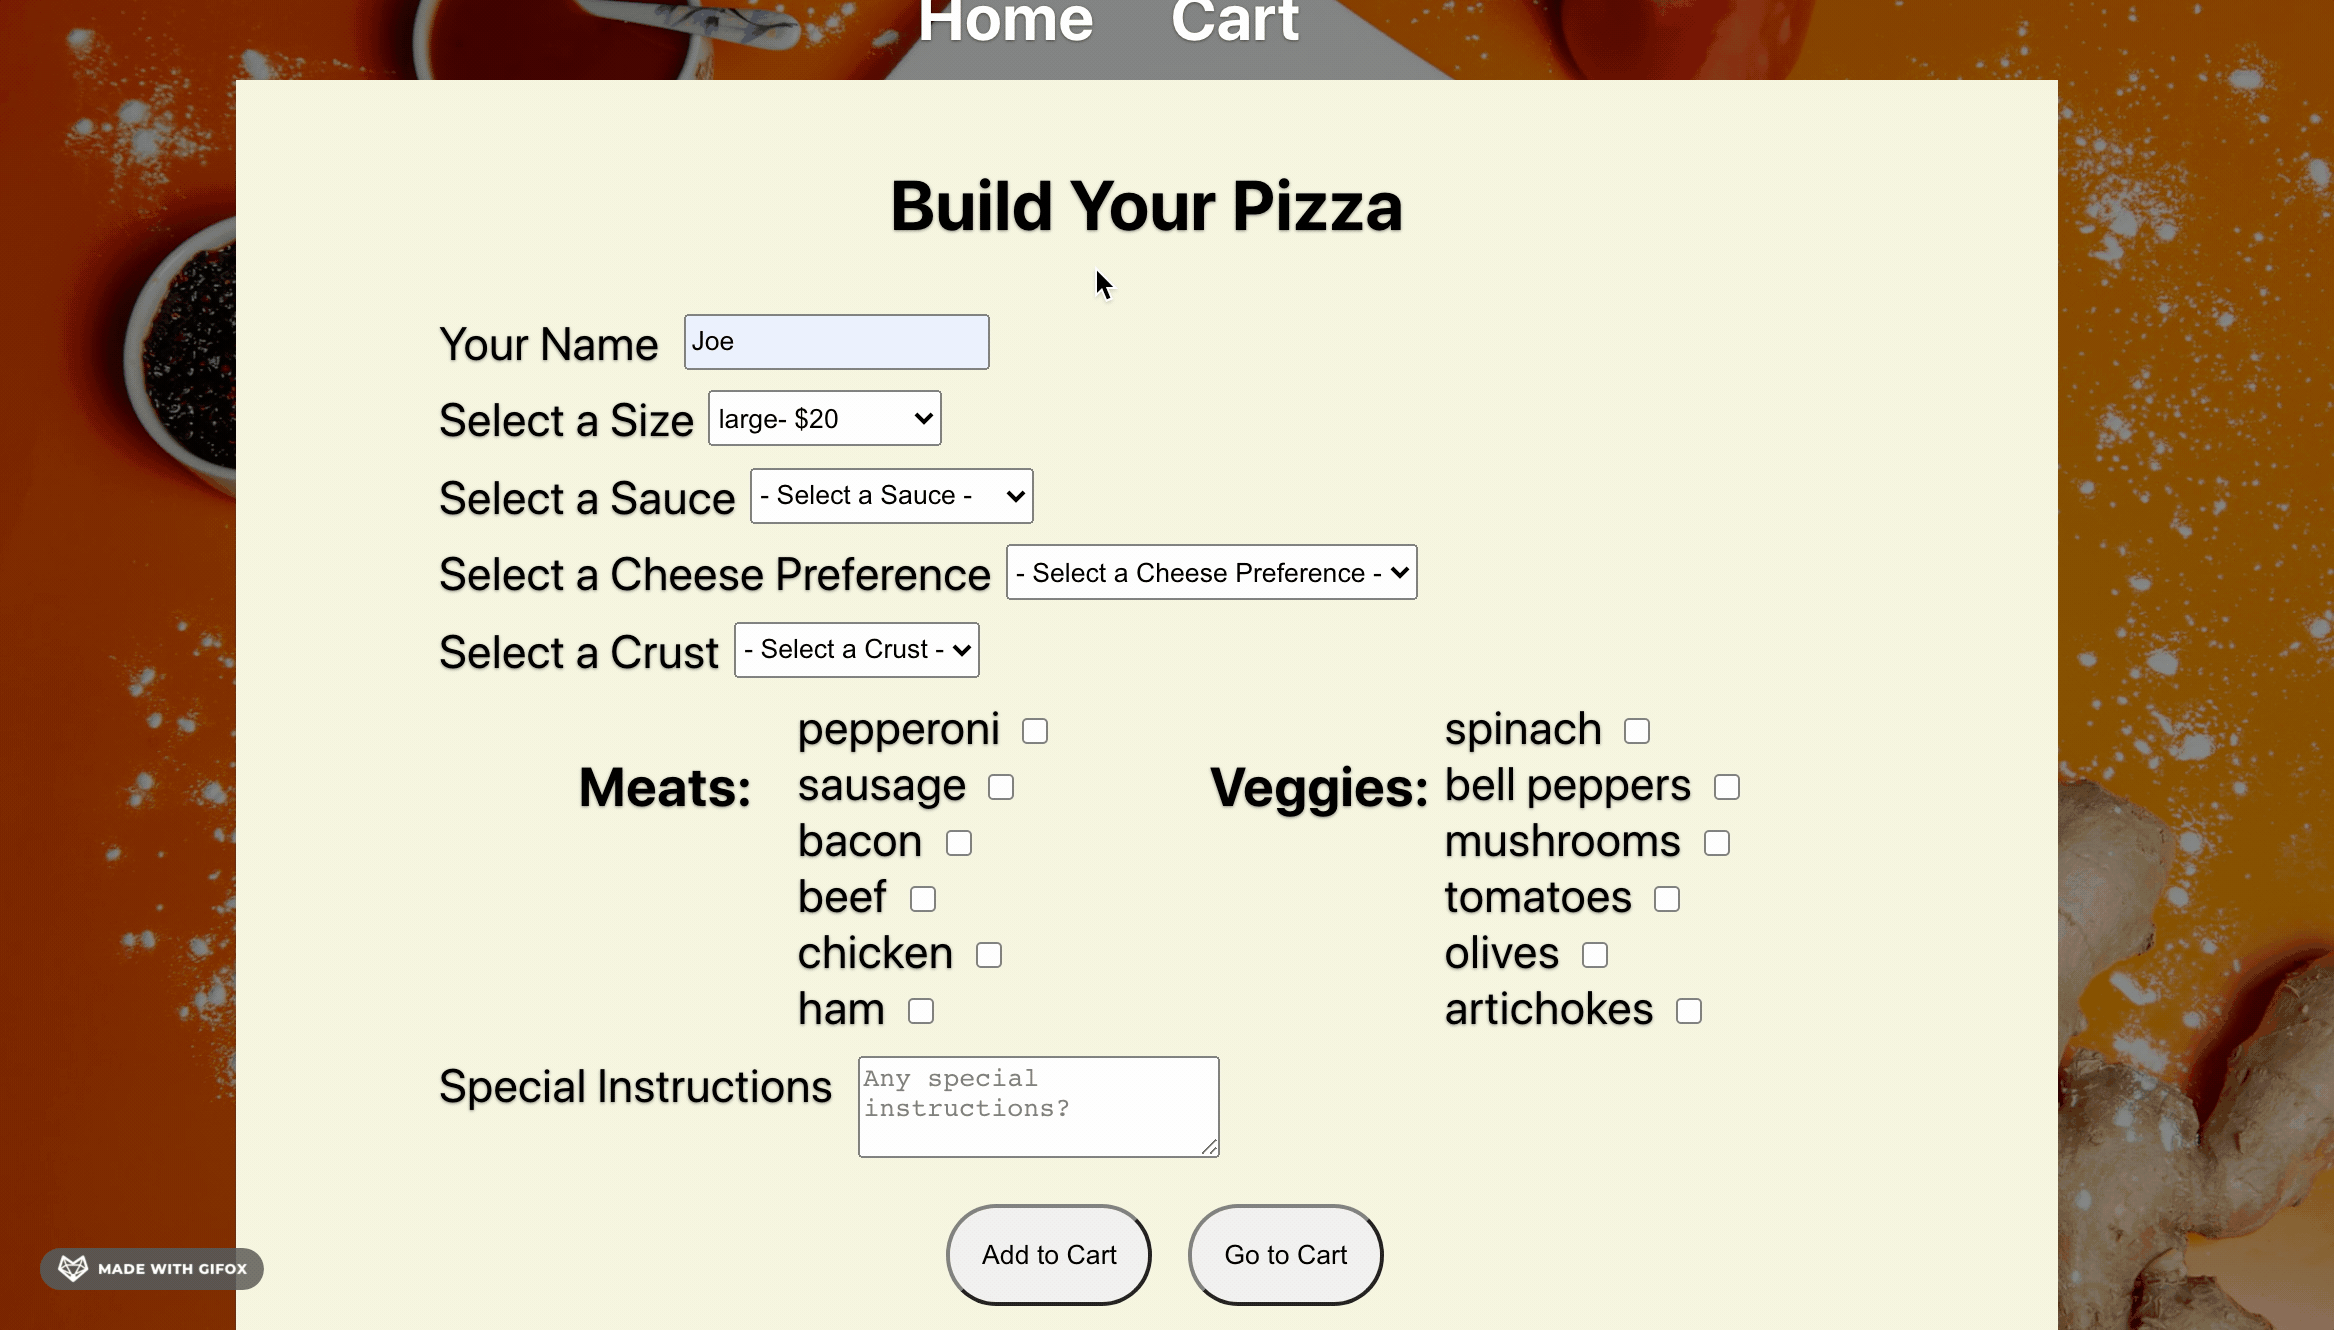 Home Cart
Build Your Pizza
Your Name Joe
Select a Size large- $20
Select a Sauce - Select a Sauce -
Select a Cheese Preference - Select a Cheese Preference -
Select a Crust - Select a Crust -
Meats:
pepperoni
sausage
bacon
beef
chicken
ham
Veggies:
spinach
bell peppers
mushrooms
tomatoes
olives
artichokes
Special Instructions
Any special
instructions?
Add to Cart Go to Cart
MADE WITH GIFOX